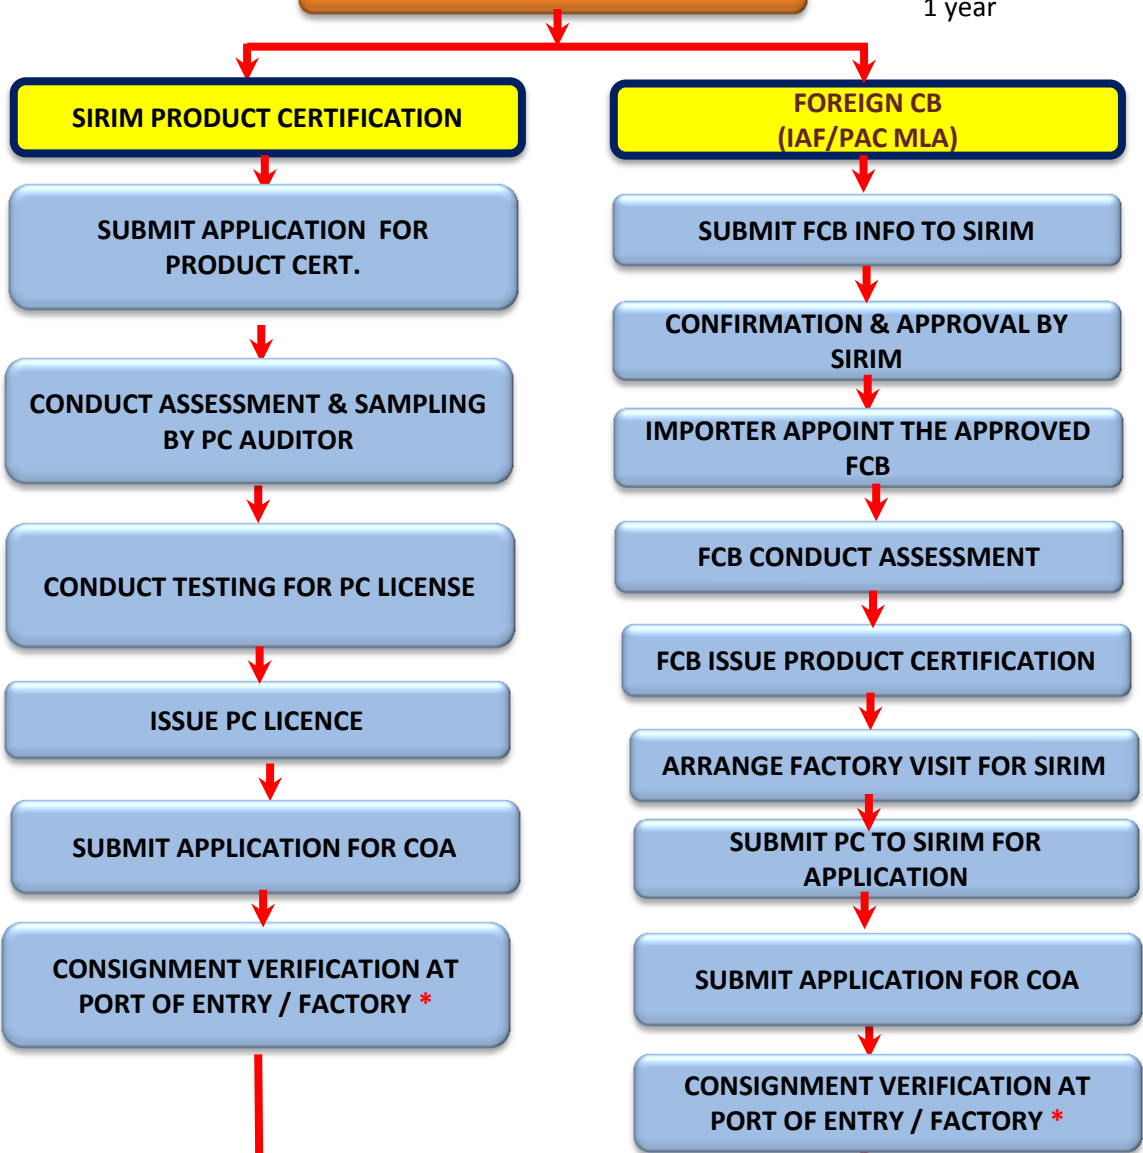 1 year
SIRIM PRODUCT CERTIFICATION
SUBMIT APPLICATION FOR
PRODUCT CERT.
CONDUCT ASSESSMENT & SAMPLING
BY PC AUDITOR
CONDUCT TESTING FOR PC LICENSE
ISSUE PC LICENCE
SUBMIT APPLICATION FOR COA
CONSIGNMENT VERIFICATION AT
PORT OF ENTRY / FACTORY *
FOREIGN CB
(IAF/PAC MLA)
SUBMIT FCB INFO TO SIRIM
CONFIRMATION & APPROVAL BY
SIRIM
IMPORTER APPOINT THE APPROVED
FCB
FCB CONDUCT ASSESSMENT
FCB ISSUE PRODUCT CERTIFICATION
ARRANGE FACTORY VISIT FOR SIRIM
SUBMIT PC TO SIRIM FOR
APPLICATION
SUBMIT APPLICATION FOR COA
CONSIGNMENT VERIFICATION AT
PORT OF ENTRY / FACTORY *